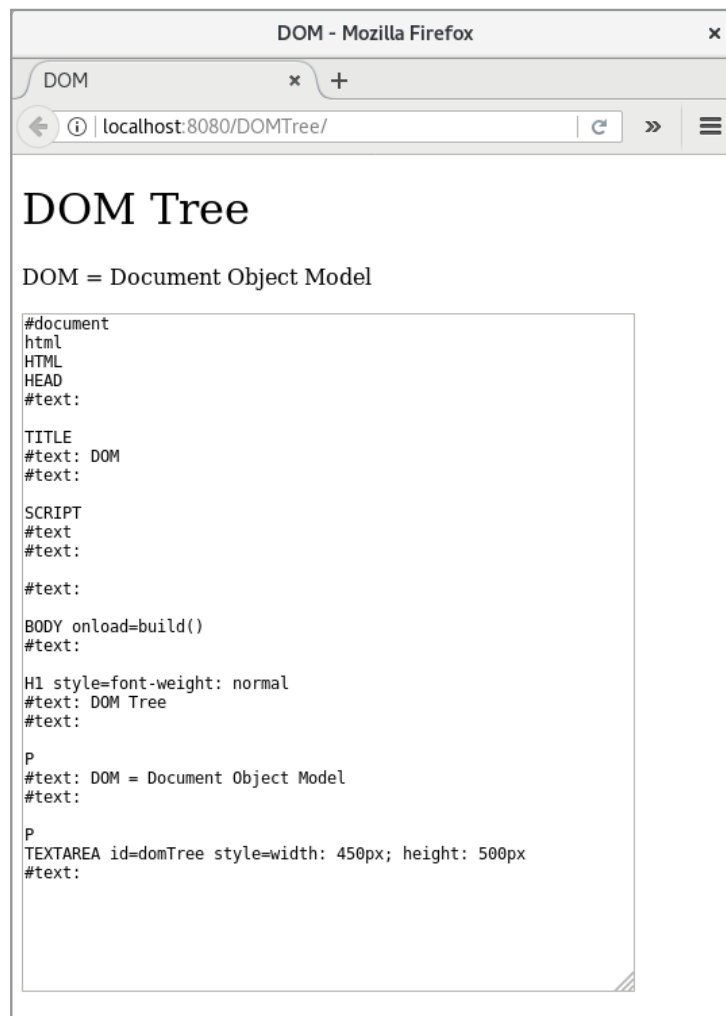 DOM - Mozilla Firefox ×
DOM × +
localhost:8080/DOMTree/
DOM Tree
DOM = Document Object Model
#document
html
HTML
HEAD
#text:
TITLE
#text: DOM
#text:
SCRIPT
#text
#text:
#text:
BODY onload=build()
#text:
H1 style=font-weight: normal
#text: DOM Tree
#text:
P
#text: DOM = Document Object Model
#text:
P
TEXTAREA id=domTree style=width: 450px; height: 500px
#text: